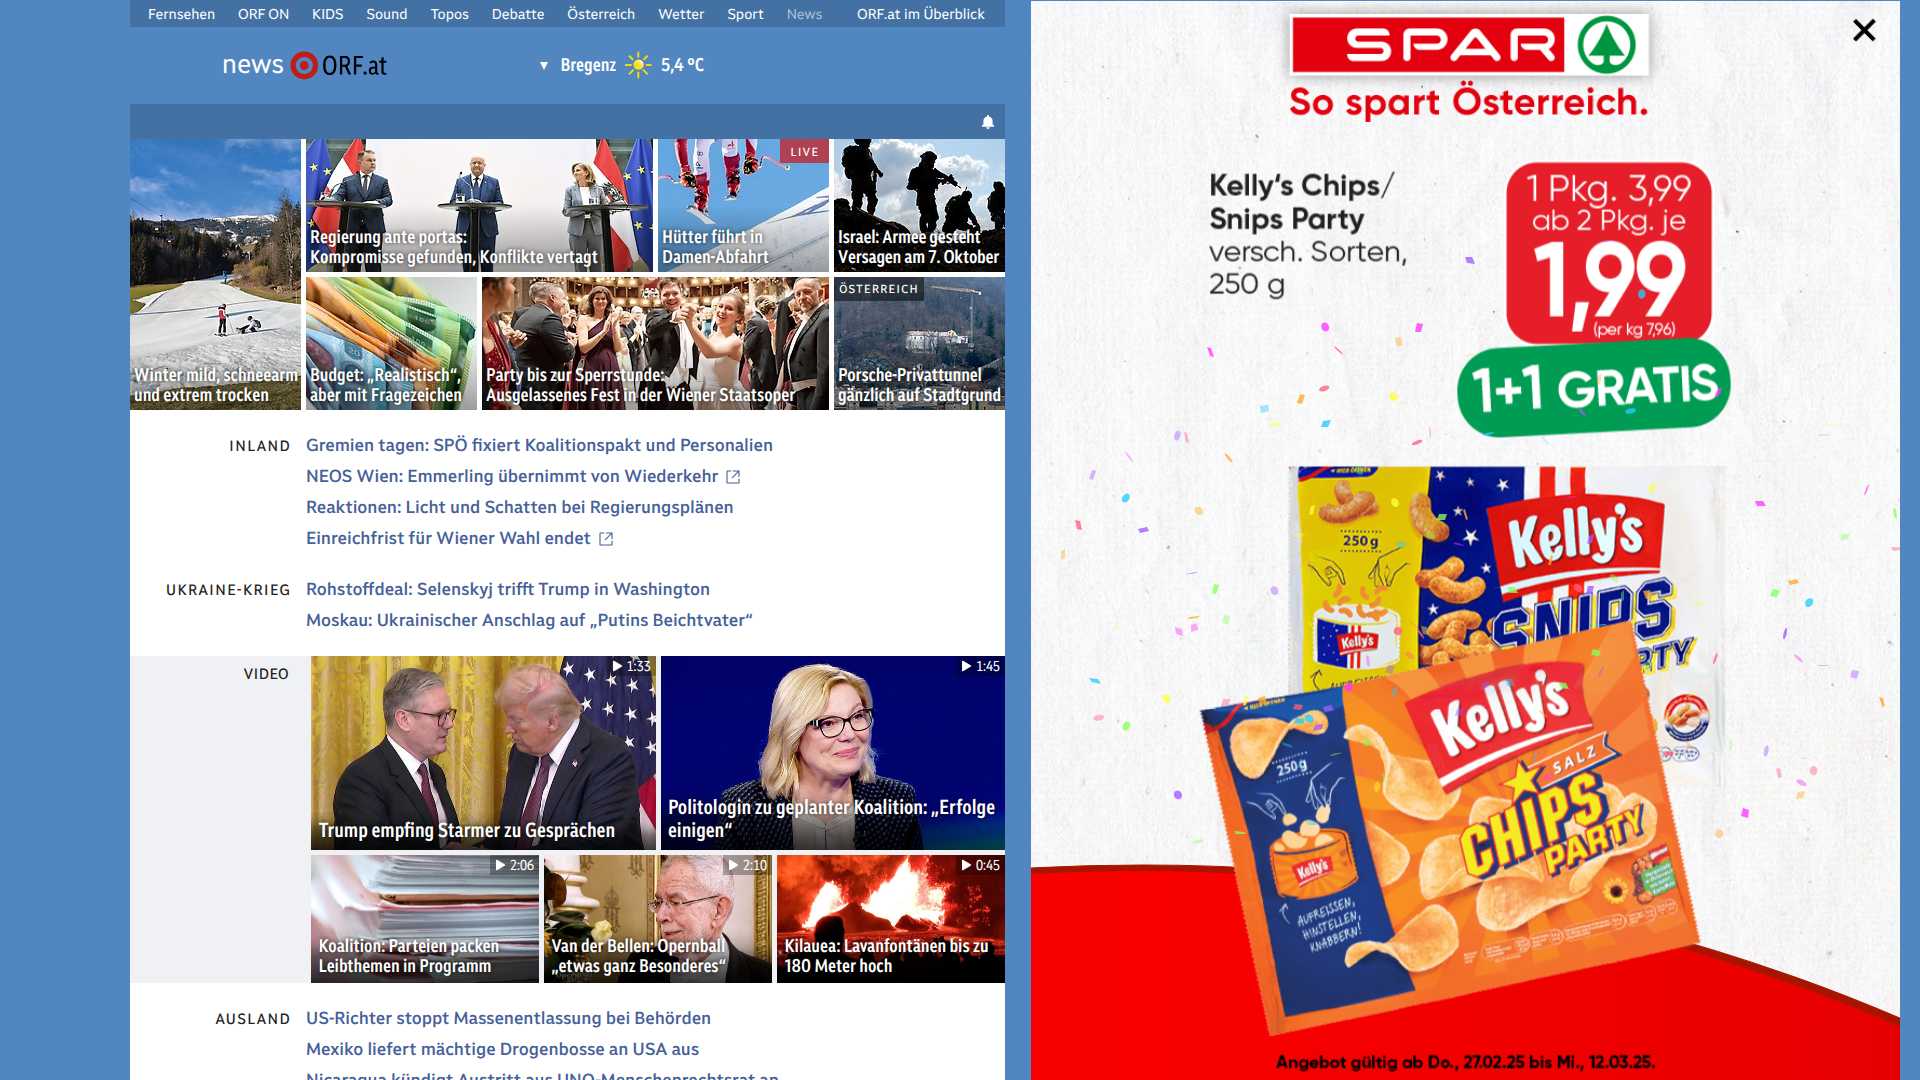 Fernsehen ORF ON KIDS Sound Topos Debatte Österreich Wetter Sport News ORF.at im Überblick
news ORF.at
Bregenz 5,4 °C
LIVE
Regierung ante portas:
Kompromisse gefunden, Konflikte vertagt
Hütter führt in
Damen-Abfahrt
Israel: Armee gesteht
Versagen am 7. Oktober
ÖSTERREICH
Winter mild, schneearm
und extrem trocken
Budget: „Realistisch“,
aber mit Fragezeichen
Party bis zur Sperrstunde:
Ausgelassenes Fest in der Wiener Staatsoper
Porsche-Privattunnel
gänzlich auf Stadtgrund
INLAND
Gremien tagen: SPÖ fixiert Koalitionspakt und Personalien
NEOS Wien: Emmerling übernimmt von Wiederkehr
Reaktionen: Licht und Schatten bei Regierungsplänen
Einreichfrist für Wiener Wahl endet
UKRAINE-KRIEG
Rohstoffdeal: Selenskyj trifft Trump in Washington
Moskau: Ukrainischer Anschlag auf „Putins Beichtvater“
VIDEO
1:33
Trump empfing Starmer zu Gesprächen
1:45
Politologin zu geplanter Koalition: „Erfolge
einigen“
2:06
Koalition: Parteien packen
Leibthemen in Programm
2:10
Van der Bellen: Opernball
„etwas ganz Besonderes“
0:45
Kilauea: Lavafontänen bis zu
180 Meter hoch
AUSLAND
US-Richter stoppt Massenentlassung bei Behörden
Mexiko liefert mächtige Drogenbosse an USA aus
Nicaragua kündigt Austritt aus UNO-Menschenrechtsrat an
SPAR
So spart Österreich.
Kelly's Chips/
Snips Party
versch. Sorten,
250 g
1 Pkg. 3,99
ab 2 Pkg. je
1,99
(per kg 7,96)
1+1 GRATIS
250g
Kelly's
Kelly's
SNIPS
PARTY
Kelly's
SALZ
CHIPS
PARTY
250g
Kelly's
AUFREISSEN,
HINSTELLEN,
KNABBERN!
Angebot gültig ab Do., 27.02.25 bis Mi., 12.03.25.